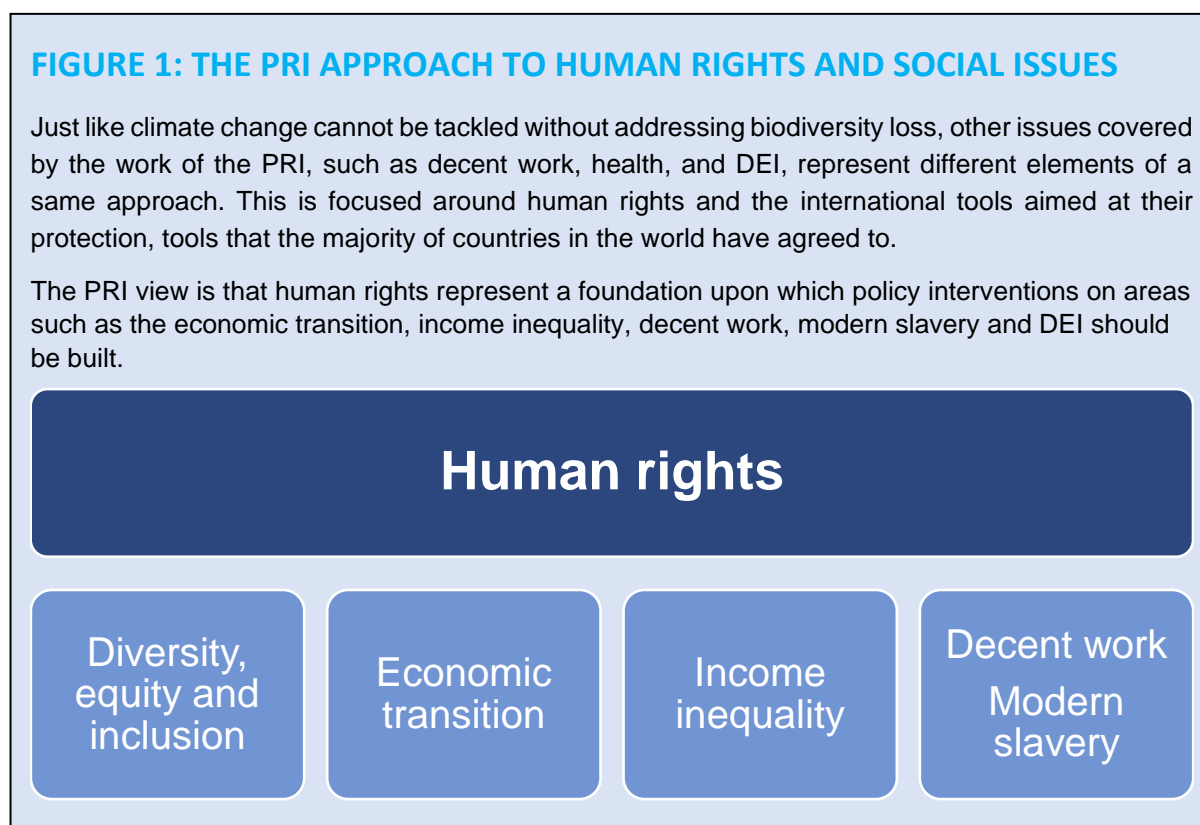 FIGURE 1: THE PRI APPROACH TO HUMAN RIGHTS AND SOCIAL ISSUES
Just like climate change cannot be tackled without addressing biodiversity loss, other issues covered
by the work of the PRI, such as decent work, health, and DEI, represent different elements of a
same approach. This is focused around human rights and the international tools aimed at their
protection, tools that the majority of countries in the world have agreed to.
The PRI view is that human rights represent a foundation upon which policy interventions on areas
such as the economic transition, income inequality, decent work, modern slavery and DEI should
be built.
Human rights
Diversity,
equity and
inclusion
Economic
transition
Income
inequality
Decent work
Modern
slavery